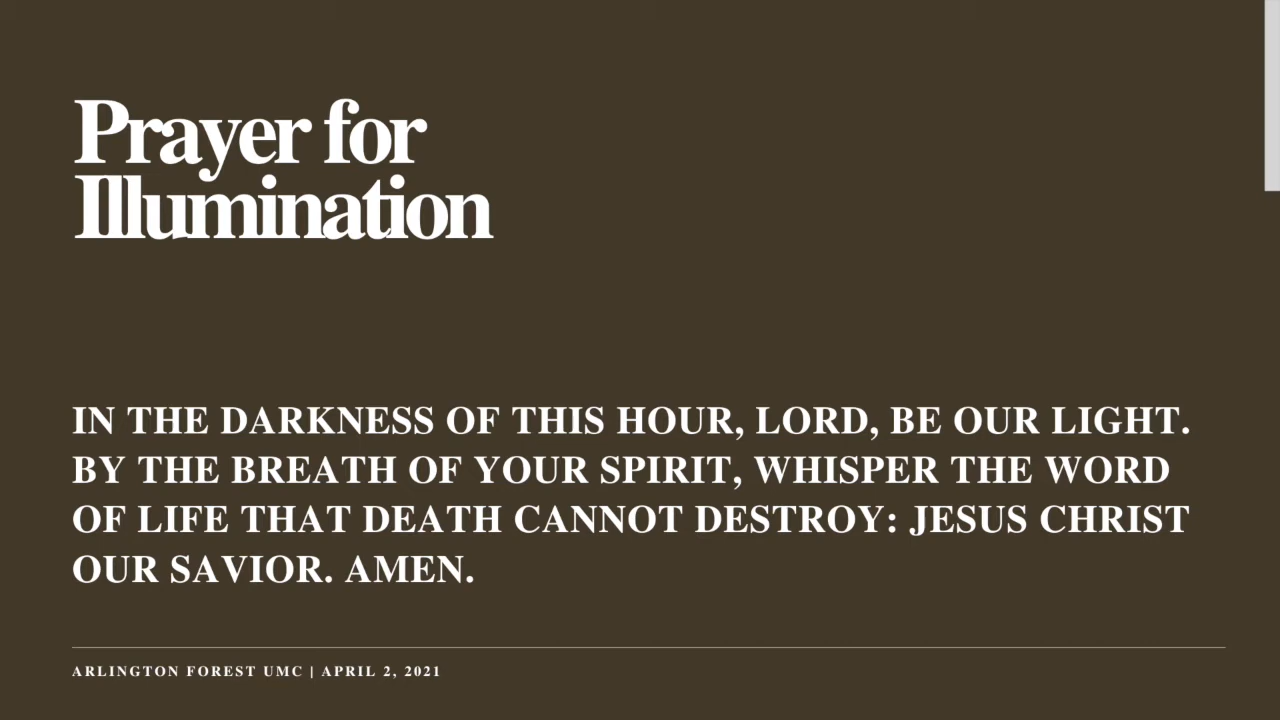 Prayer for
Illumination
IN THE DARKNESS OF THIS HOUR, LORD, BE OUR LIGHT.
BY THE BREATH OF YOUR SPIRIT, WHISPER THE WORD
OF LIFE THAT DEATH CANNOT DESTROY: JESUS CHRIST
OUR SAVIOR. AMEN.
ARLINGTON FOREST UMC | APRIL 2, 2021